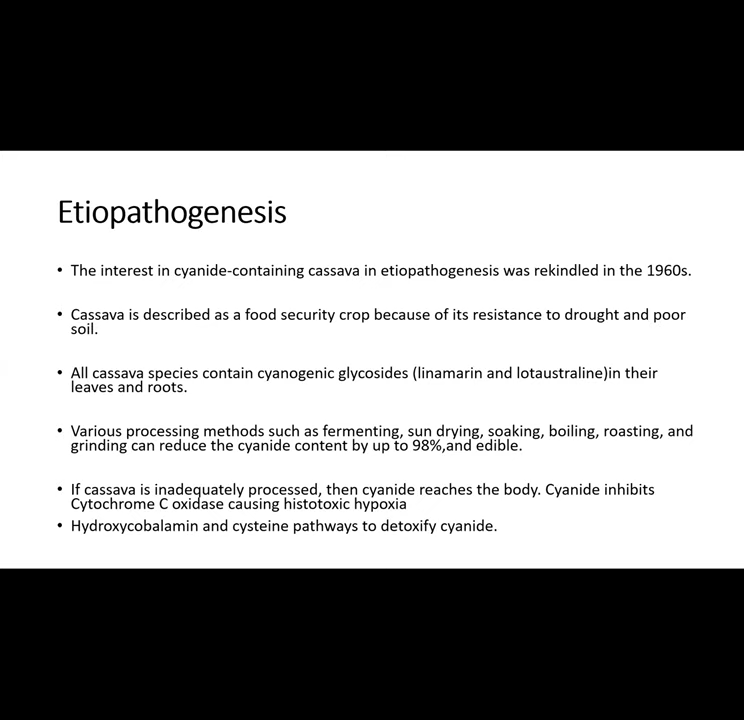 Etiopathogenesis
• The interest in cyanide-containing cassava in etiopathogenesis was rekindled in the 1960s.
• Cassava is described as a food security crop because of its resistance to drought and poor
soil.
• All cassava species contain cyanogenic glycosides (linamarin and lotaustraline)in their
leaves and roots.
• Various processing methods such as fermenting, sun drying, soaking, boiling, roasting, and
grinding can reduce the cyanide content by up to 98%,and edible.
• If cassava is inadequately processed, then cyanide reaches the body. Cyanide inhibits
Cytochrome C oxidase causing histotoxic hypoxia
• Hydroxycobalamin and cysteine pathways to detoxify cyanide.